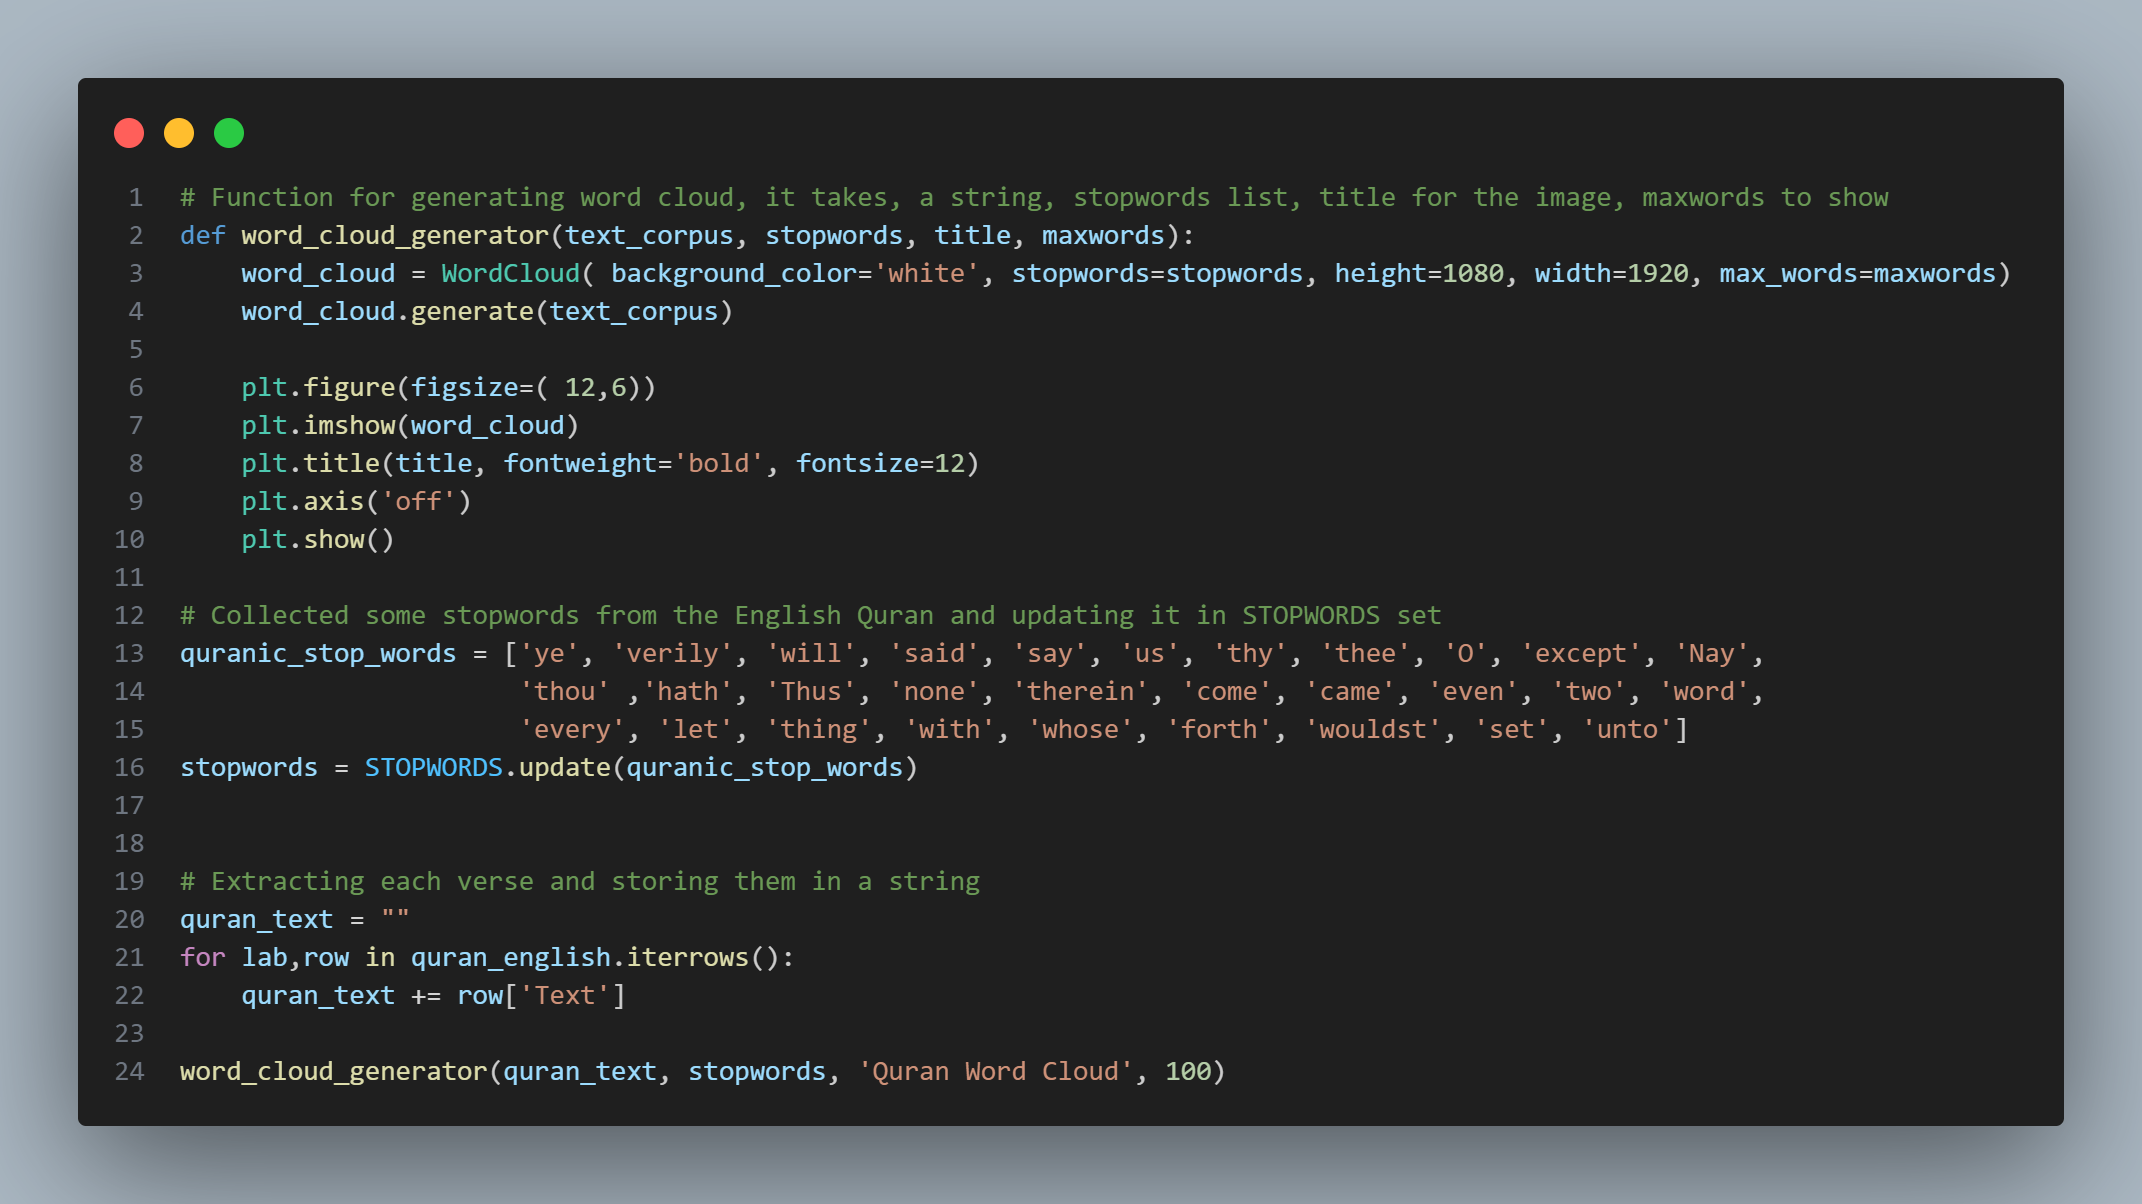 1 # Function for generating word cloud, it takes, a string, stopwords list, title for the image, maxwords to show
2 def word_cloud_generator(text_corpus, stopwords, title, maxwords):
3     word_cloud = WordCloud( background_color='white', stopwords=stopwords, height=1080, width=1920, max_words=maxwords)
4     word_cloud.generate(text_corpus)
5
6     plt.figure(figsize=( 12,6))
7     plt.imshow(word_cloud)
8     plt.title(title, fontweight='bold', fontsize=12)
9     plt.axis('off')
10     plt.show()
11
12 # Collected some stopwords from the English Quran and updating it in STOPWORDS set
13 quranic_stop_words = ['ye', 'verily', 'will', 'said', 'say', 'us', 'thy', 'thee', 'O', 'except', 'Nay',
14                       'thou' ,'hath', 'Thus', 'none', 'therein', 'come', 'came', 'even', 'two', 'word',
15                       'every', 'let', 'thing', 'with', 'whose', 'forth', 'wouldst', 'set', 'unto']
16 stopwords = STOPWORDS.update(quranic_stop_words)
17
18
19 # Extracting each verse and storing them in a string
20 quran_text = ""
21 for lab,row in quran_english.iterrows():
22     quran_text += row['Text']
23
24 word_cloud_generator(quran_text, stopwords, 'Quran Word Cloud', 100)